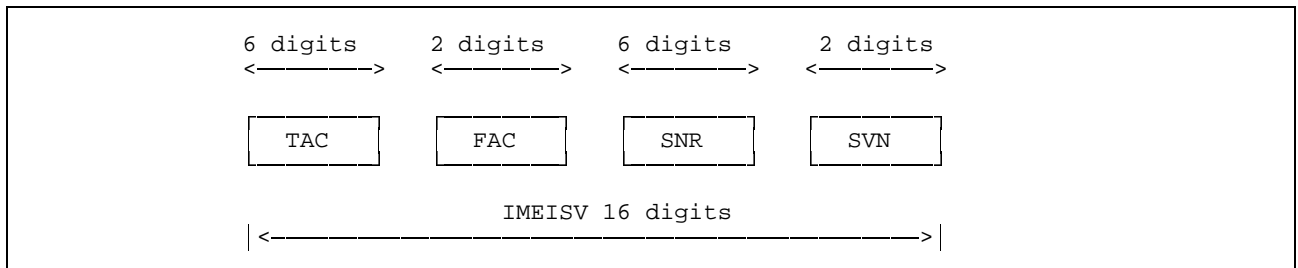 6 digits 2 digits 6 digits 2 digits
TAC FAC SNR SVN
IMEISV 16 digits